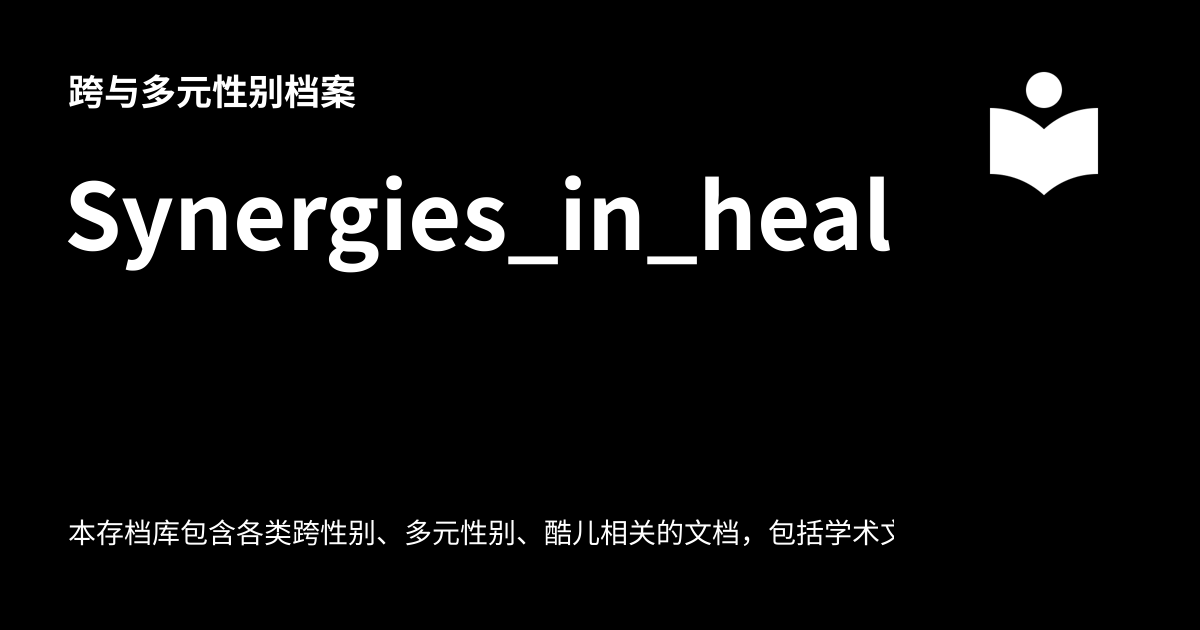 跨与多元性别档案
Synergies_in_heal
本存档库包含各类跨性别、多元性别、酷儿相关的文档，包括学术